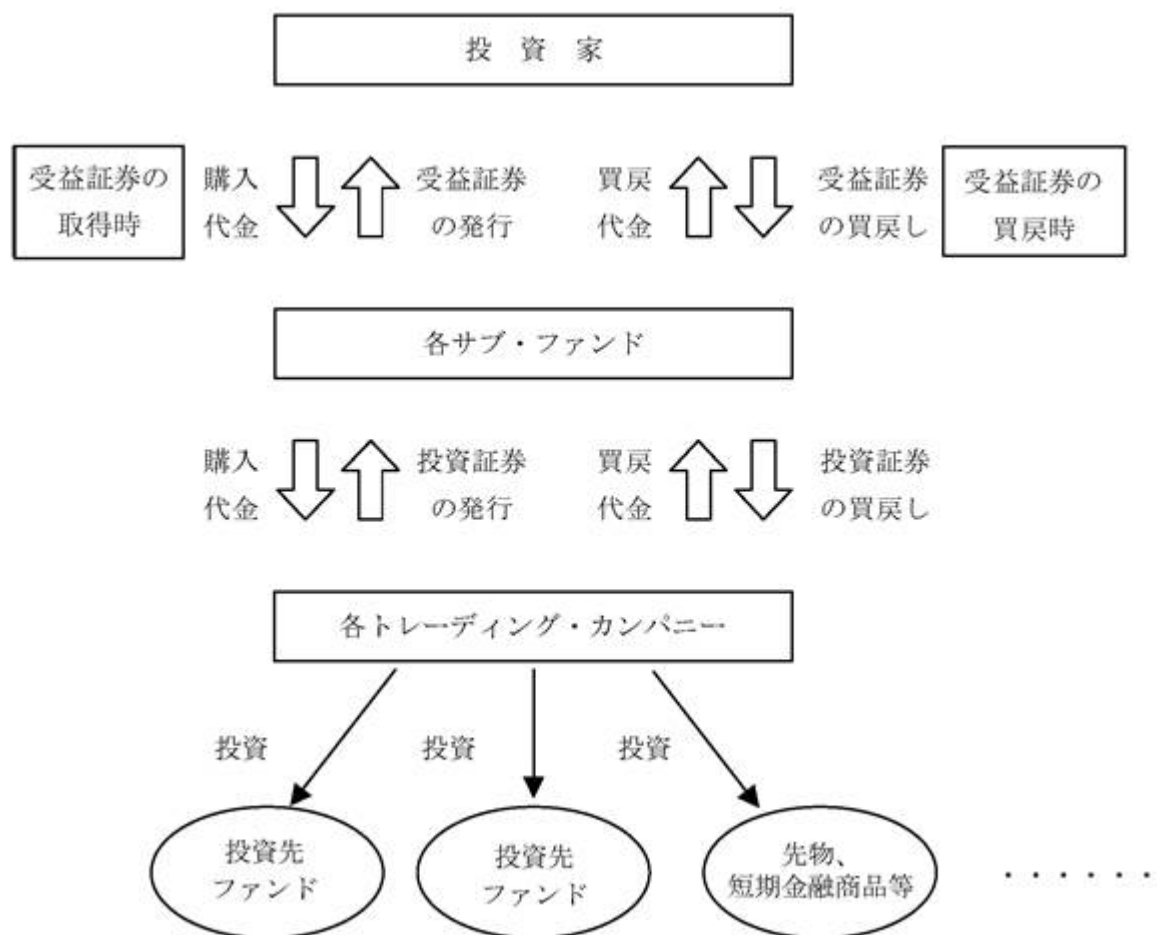 投 資 家
受益証券の
取得時
購入
代金
受益証券
の発行
買戻
代金
受益証券
の買戻し
受益証券の
買戻時
各サブ・ファンド
購入
代金
投資証券
の発行
買戻
代金
投資証券
の買戻し
各トレーディング・カンパニー
投資
投資
投資
投資先
ファンド
投資先
ファンド
先物、
短期金融商品等
・・・・・・